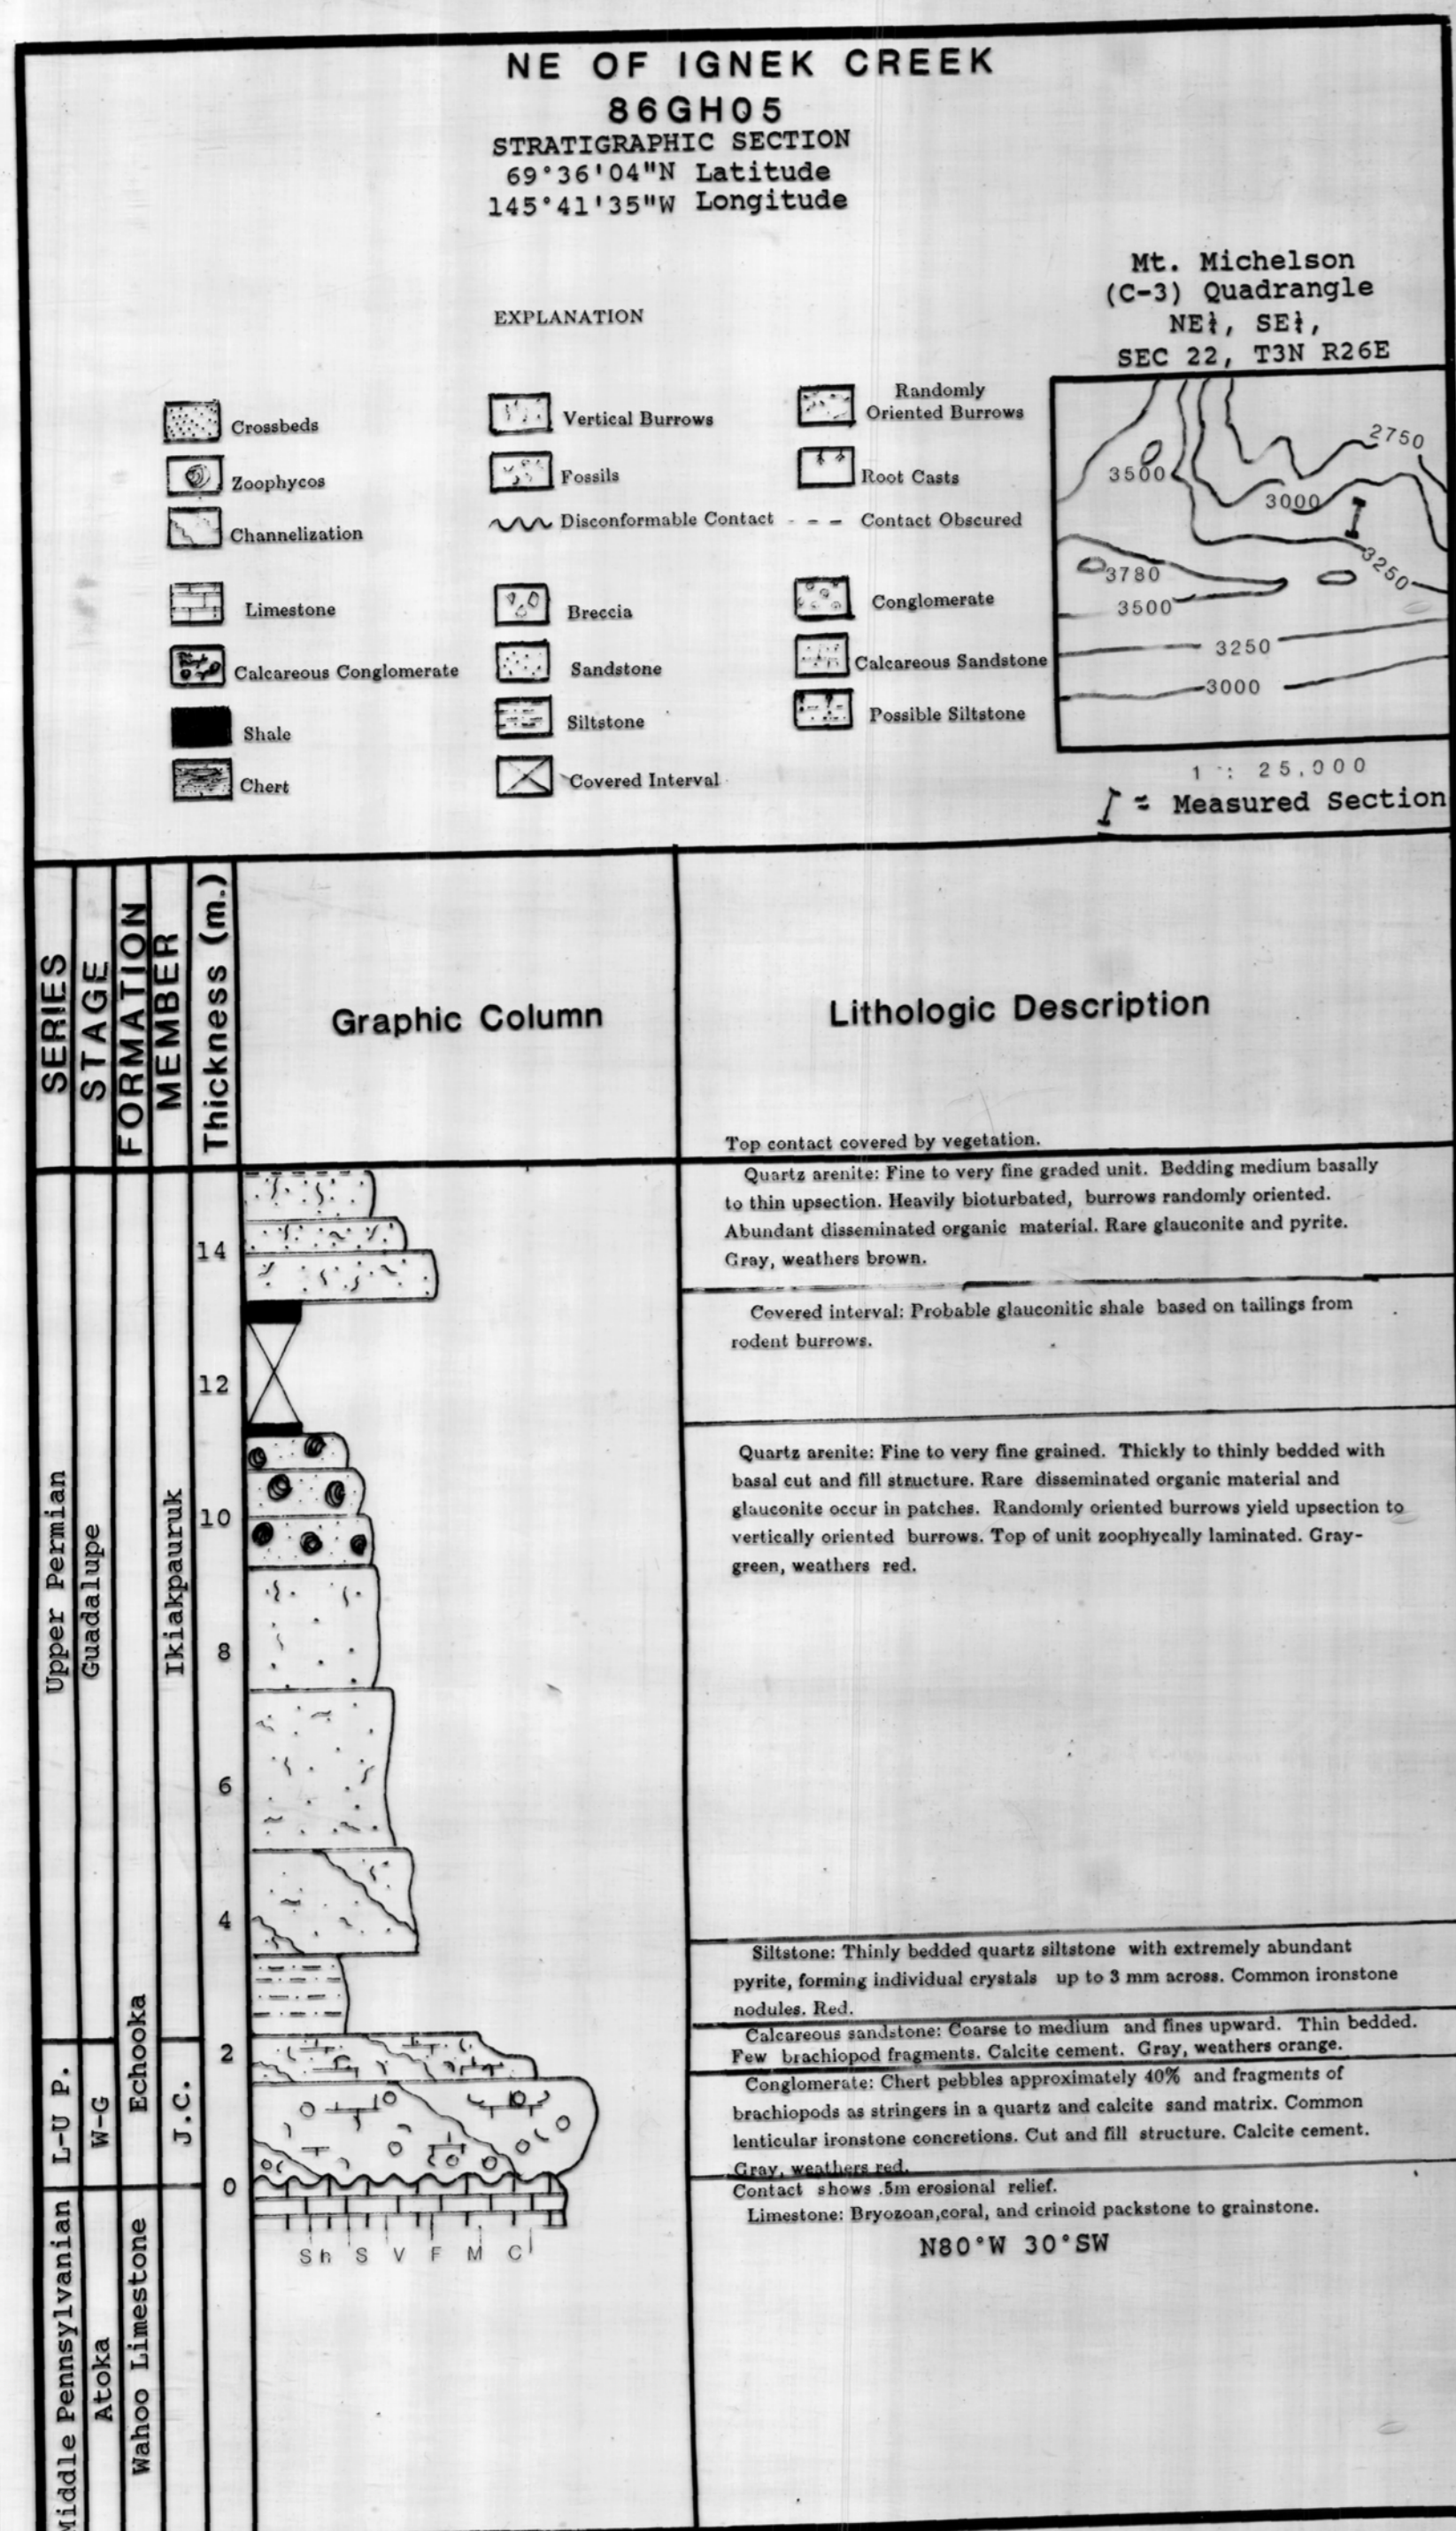 NE OF IGNEK CREEK
86GH05
STRATIGRAPHIC SECTION
69°36'04"N Latitude
145°41'35"W Longitude
Mt. Michelson
(C-3) Quadrangle
NE¼, SE¼,
SEC 22, T3N R26E
EXPLANATION
Crossbeds
Zoophycos
Channelization
Limestone
Calcareous Conglomerate
Shale
Chert
Vertical Burrows
Fossils
Disconformable Contact
Breccia
Sandstone
Siltstone
Covered Interval
Randomly
Oriented Burrows
Root Casts
Contact Obscured
Conglomerate
Calcareous Sandstone
Possible Siltstone
2750
3500
3000
3250
3780
3500
3250
3000
1 : 25,000
= Measured Section
SERIES
STAGE
FORMATION
MEMBER
Thickness (m.)
Graphic Column
Lithologic Description
Top contact covered by vegetation.
Quartz arenite: Fine to very fine graded unit. Bedding medium basally
to thin upsection. Heavily bioturbated, burrows randomly oriented.
Abundant disseminated organic material. Rare glauconite and pyrite.
Gray, weathers brown.
Covered interval: Probable glauconitic shale based on tailings from
rodent burrows.
Quartz arenite: Fine to very fine grained. Thickly to thinly bedded with
basal cut and fill structure. Rare disseminated organic material and
glauconite occur in patches. Randomly oriented burrows yield upsection to
vertically oriented burrows. Top of unit zoophycally laminated. Gray-
green, weathers red.
Siltstone: Thinly bedded quartz siltstone with extremely abundant
pyrite, forming individual crystals up to 3 mm across. Common ironstone
nodules. Red.
Calcareous sandstone: Coarse to medium and fines upward. Thin bedded.
Few brachiopod fragments. Calcite cement. Gray, weathers orange.
Conglomerate: Chert pebbles approximately 40% and fragments of
brachiopods as stringers in a quartz and calcite sand matrix. Common
lenticular ironstone concretions. Cut and fill structure. Calcite cement.
Gray, weathers red.
Contact shows .5m erosional relief.
Limestone: Bryozoan,coral, and crinoid packstone to grainstone.
N80°W 30°SW
14
12
10
8
6
4
2
0
Sh S V F M C
Upper Permian
Guadalupe
Ikiakpauruk
Echooka
L-U P.
W-G
J.C.
Middle Pennsylvanian
Atoka
Wahoo Limestone